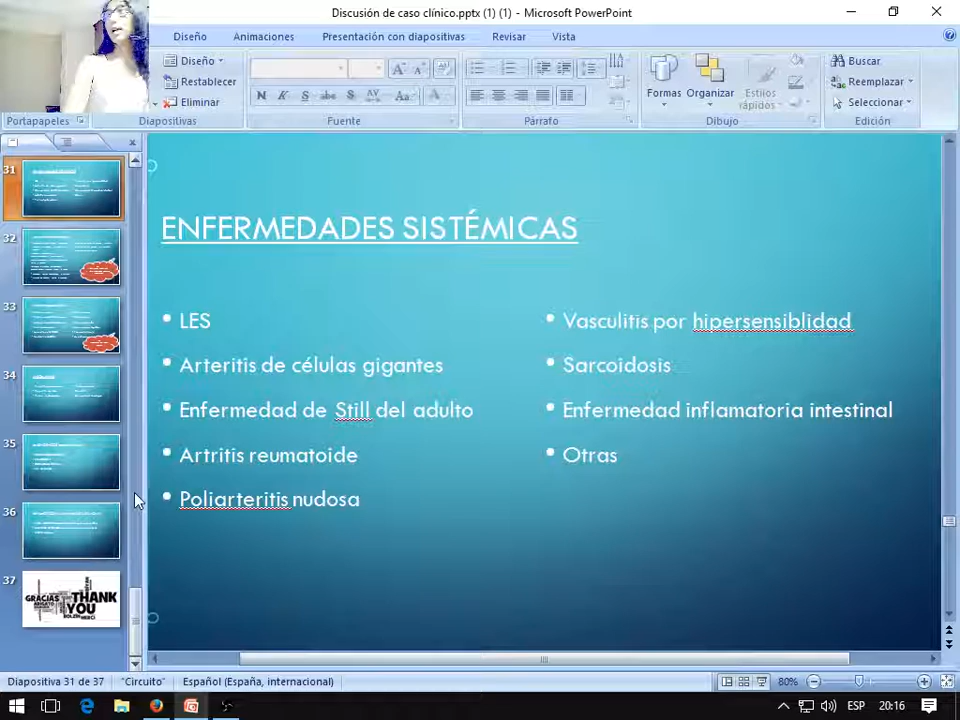 Discusión de caso clínico.pptx (1) (1) - Microsoft PowerPoint
Diseño Animaciones Presentación con diapositivas Revisar Vista
Diseño
Restablecer
Eliminar
Formas Organizar Estilos rápidos
Buscar
Reemplazar
Seleccionar
Portapapeles Diapositivas Fuente Párrafo Dibujo Edición
31
32
33
34
35
36
37
GRACIAS THANK YOU
ENFERMEDADES SISTÉMICAS
• LES
• Arteritis de células gigantes
• Enfermedad de Still del adulto
• Artritis reumatoide
• Poliarteritis nudosa
• Vasculitis por hipersensiblidad
• Sarcoidosis
• Enfermedad inflamatoria intestinal
• Otras
Diapositiva 31 de 37 "Circuito" Español (España, internacional) 80%
ESP 20:16